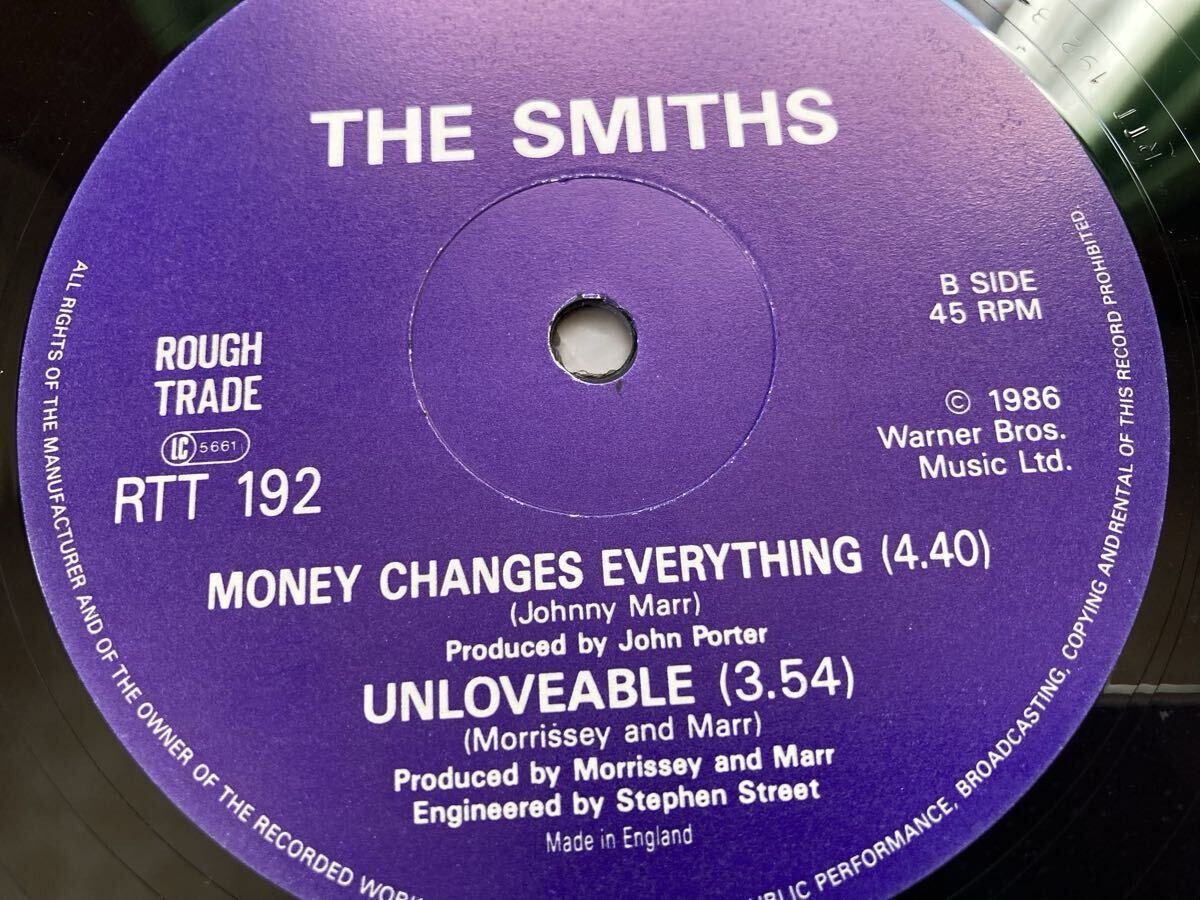 THE SMITHS
B SIDE
45 RPM
ROUGH
TRADE
LC 5661
RTT 192
© 1986
Warner Bros.
Music Ltd.
MONEY CHANGES EVERYTHING (4.40)
(Johnny Marr)
Produced by John Porter
UNLOVEABLE (3.54)
(Morrissey and Marr)
Produced by Morrissey and Marr
Engineered by Stephen Street
Made in England
ALL RIGHTS OF THE MANUFACTURER AND OF THE OWNER OF THE RECORDED WORK
PUBLIC PERFORMANCE, BROADCASTING, COPYING ANDRENTAL OF THIS RECORD PROHIBITED.